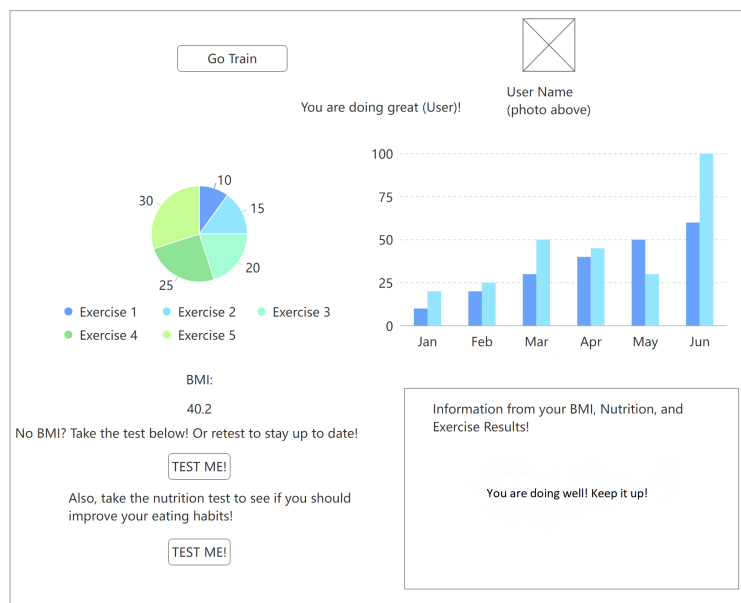 Go Train
User Name
(photo above)
You are doing great (User)!
10
15
20
25
30
Exercise 1
Exercise 2
Exercise 3
Exercise 4
Exercise 5
100
75
50
25
0
Jan
Feb
Mar
Apr
May
Jun
BMI:
40.2
No BMI? Take the test below! Or retest to stay up to date!
TEST ME!
Also, take the nutrition test to see if you should
improve your eating habits!
TEST ME!
Information from your BMI, Nutrition, and
Exercise Results!
You are doing well! Keep it up!